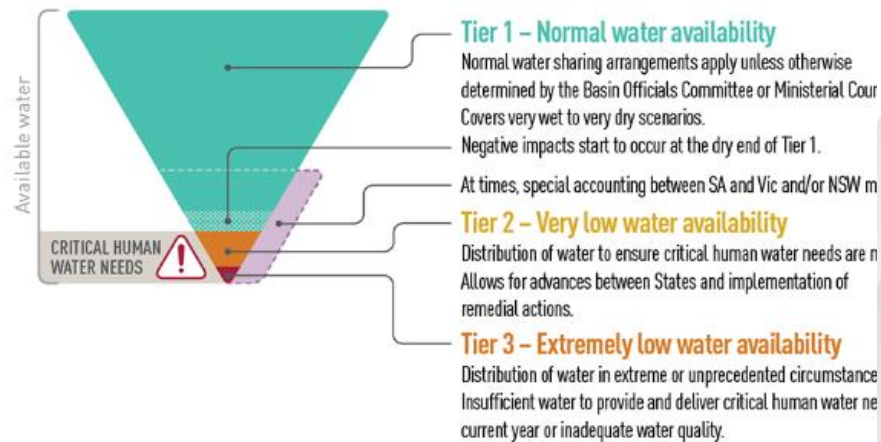 Available water
CRITICAL HUMAN
WATER NEEDS
!
Tier 1 – Normal water availability
Normal water sharing arrangements apply unless otherwise
determined by the Basin Officials Committee or Ministerial
Covers very wet to very dry scenarios.
Negative impacts start to occur at the dry end of Tier 1.
At times, special accounting between SA and Vic and/or NSW
Tier 2 – Very low water availability
Distribution of water to ensure critical human water needs are
Allows for advances between States and implementation of
remedial actions.
Tier 3 – Extremely low water availability
Distribution of water in extreme or unprecedented circumstance
Insufficient water to provide and deliver critical human water
current year or inadequate water quality.